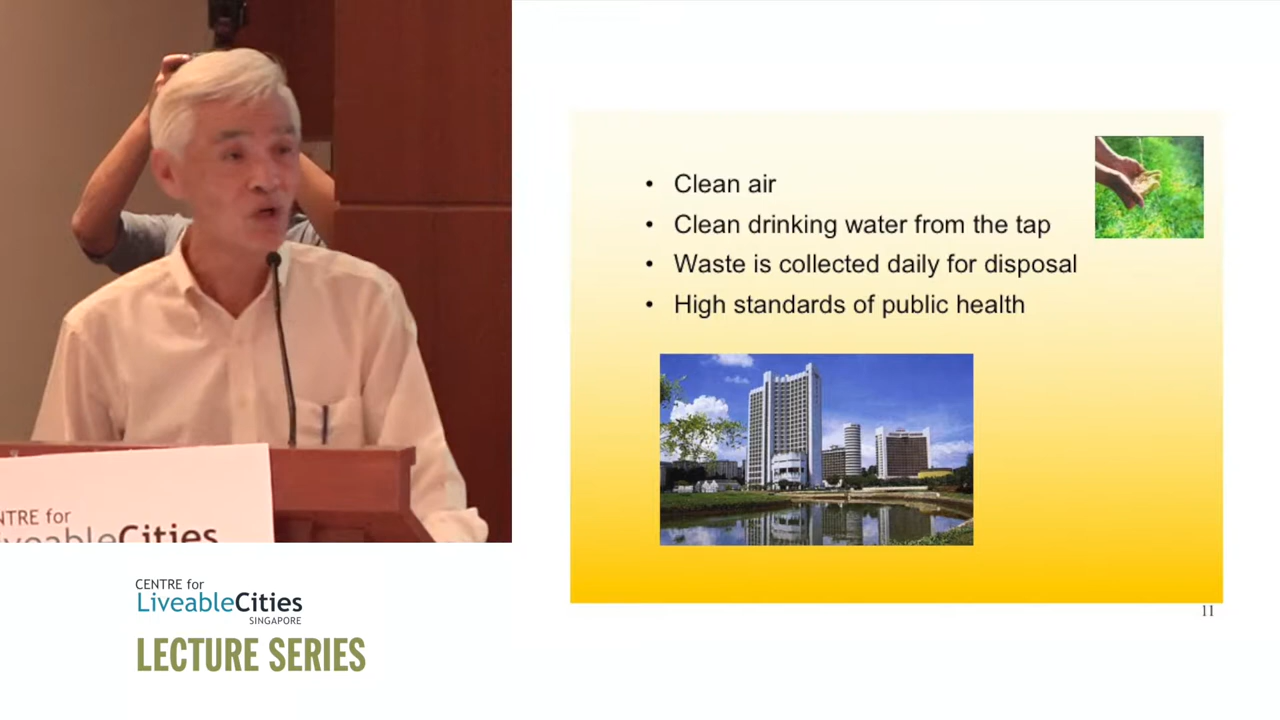 • Clean air
• Clean drinking water from the tap
• Waste is collected daily for disposal
• High standards of public health
NTRE for
iveableCities
CENTRE for
LiveableCities
SINGAPORE
LECTURE SERIES
11